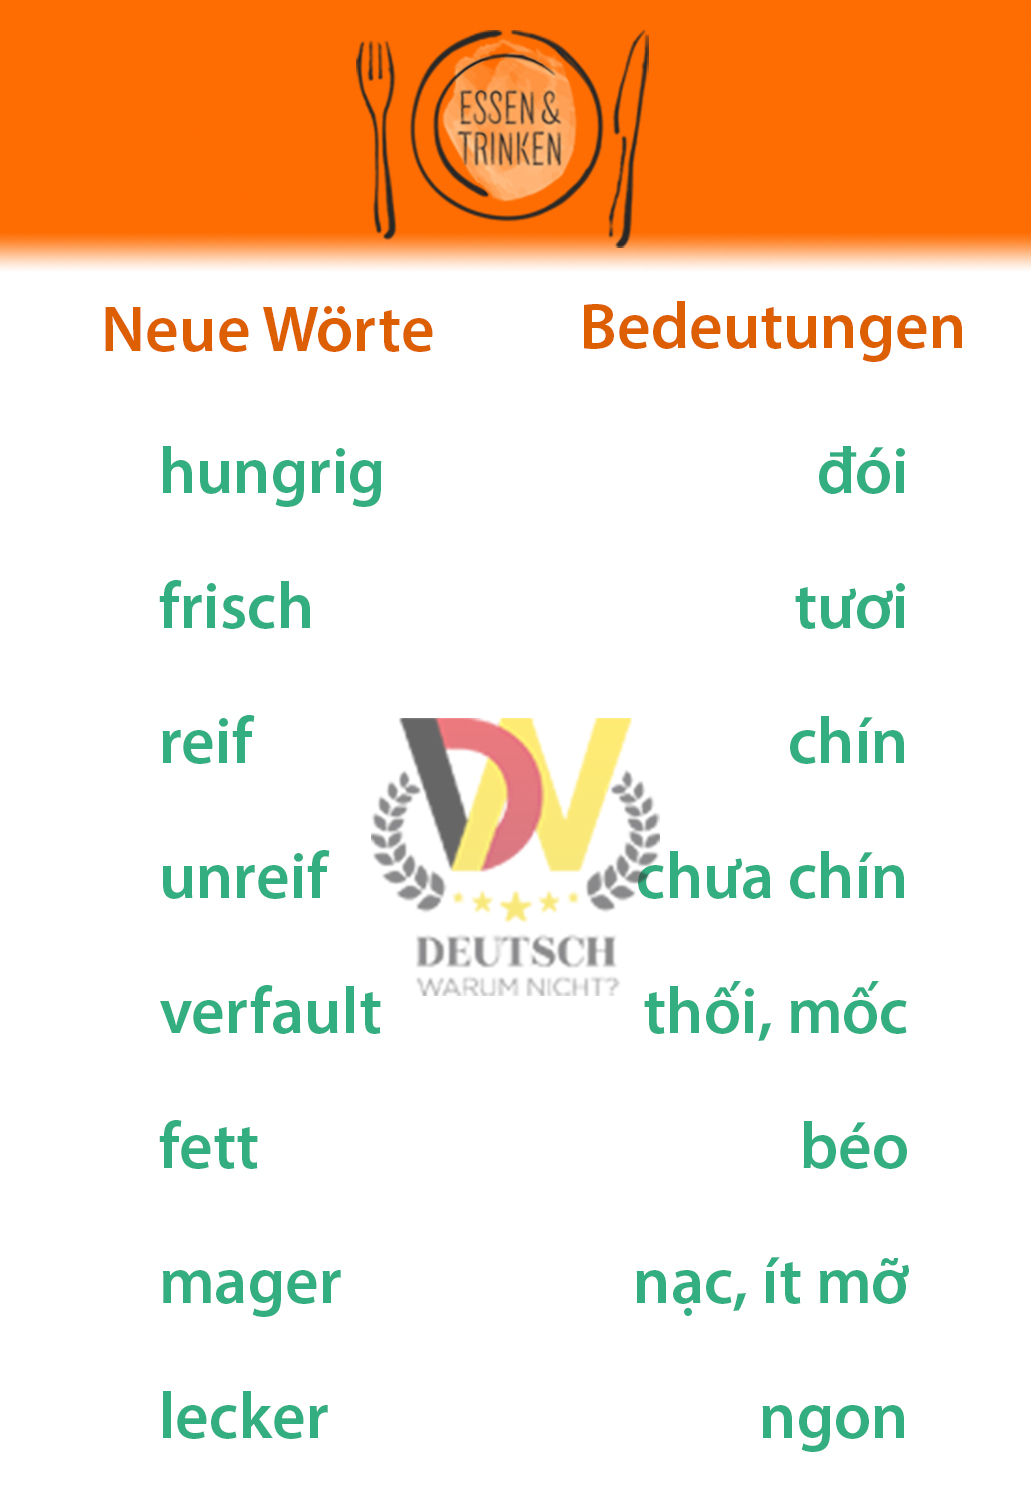 ESSEN &
TRINKEN
Neue Wörte Bedeutungen
hungrig đói
frisch tươi
reif chín
unreif chưa chín
verfault thối, mốc
fett béo
mager nạc, ít mỡ
lecker ngon
DEUTSCH
WARUM NICHT?